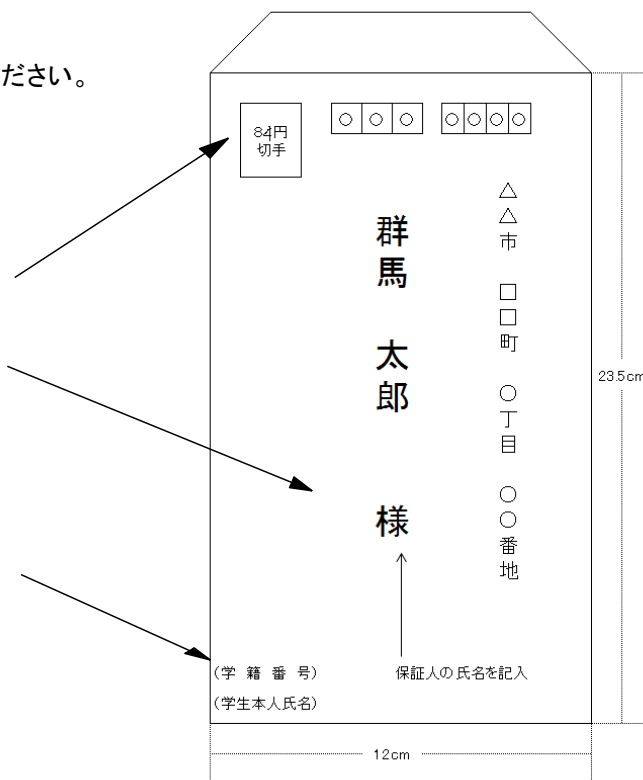 ださい。
84円
切手
○○○ ○○○○
△△市 □□町 ○丁目 ○○番地
群馬 太郎 様
23.5cm
(学籍番号)
保証人の氏名を記入
(学生本人氏名)
12cm